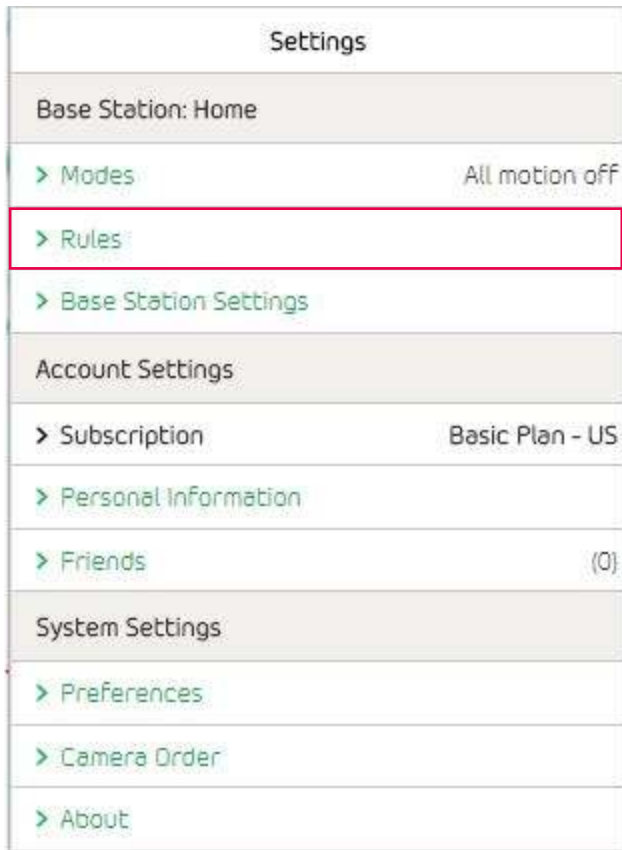 Settings
Base Station: Home
> Modes All motion off
> Rules
> Base Station Settings
Account Settings
> Subscription Basic Plan - US
> Personal Information
> Friends (0)
System Settings
> Preferences
> Camera Order
> About